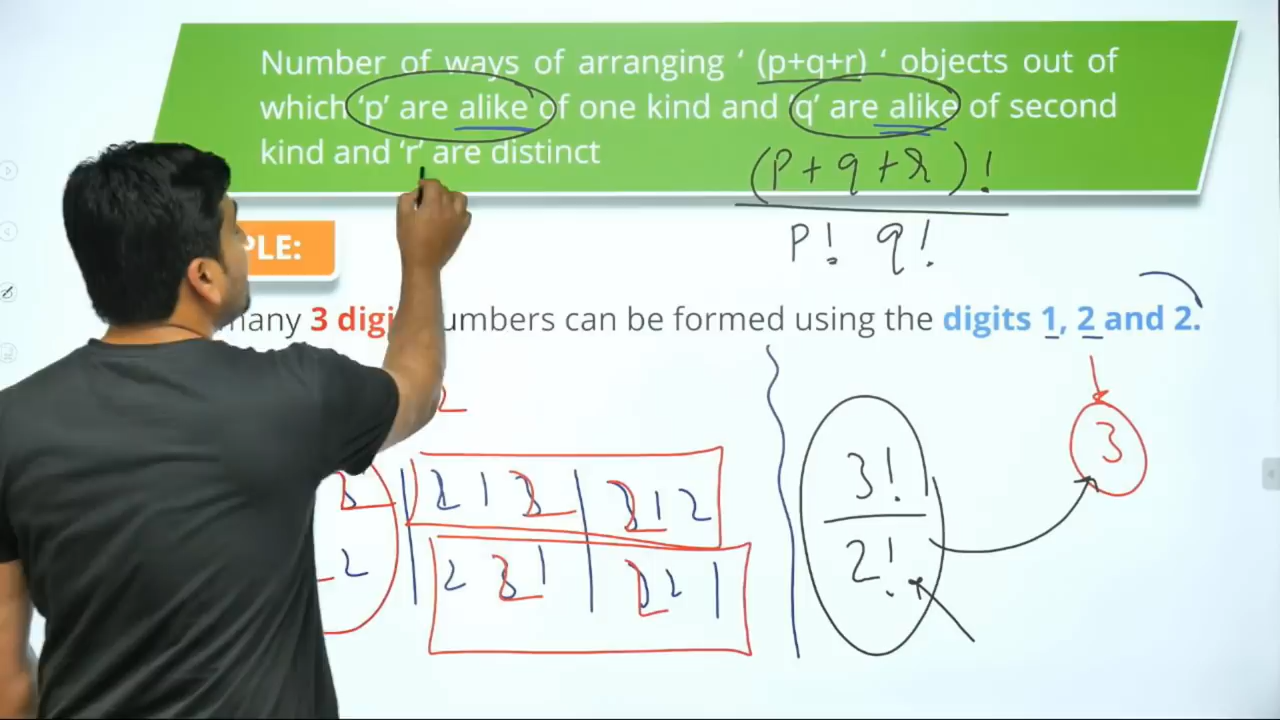 Number of ways of arranging ‘ (p+q+r) ‘ objects out of
which ‘p’ are alike of one kind and ‘q’ are alike of second
kind and ‘r’ are distinct
(P + q + r)!
P! q!
PLE:
many 3 digi umbers can be formed using the digits 1, 2 and 2.
2
3
3!
2!
2 1 2
2 1 2
2 2 1
2 2 1
2